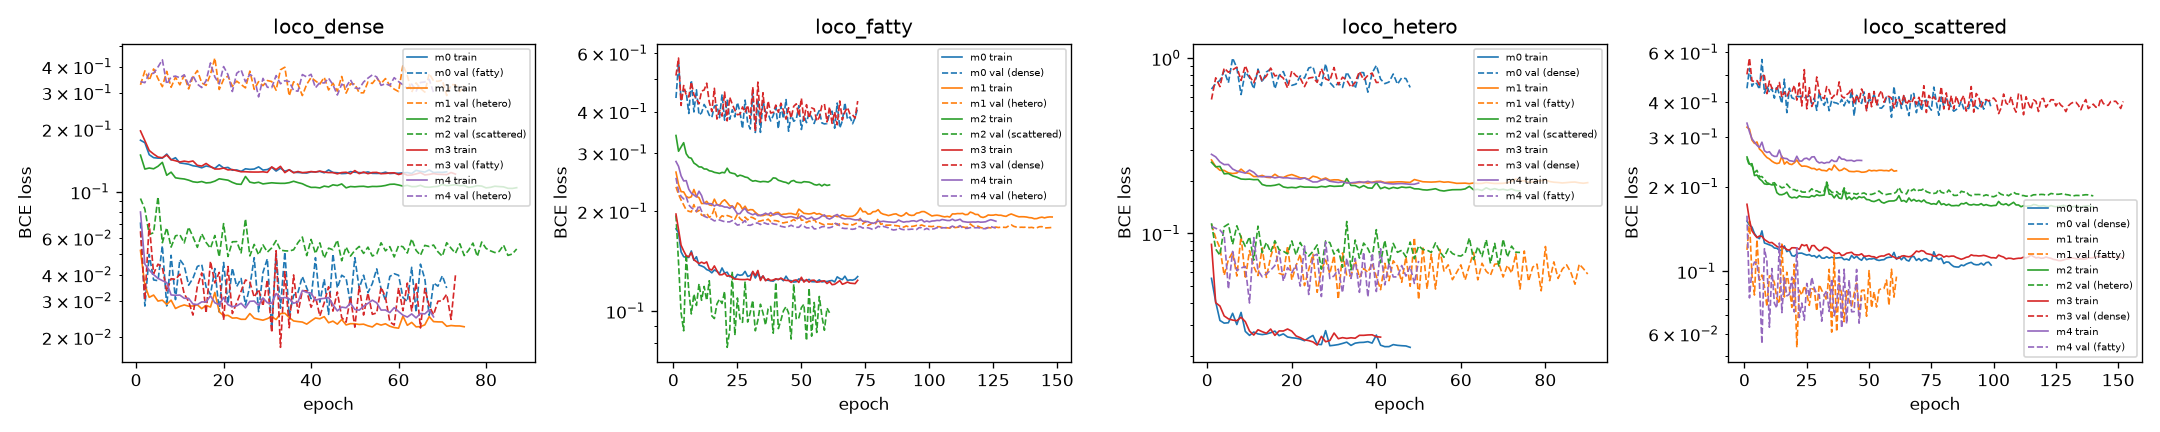 loco_dense
BCE loss
4 × 10⁻¹
3 × 10⁻¹
2 × 10⁻¹
10⁻¹
6 × 10⁻²
4 × 10⁻²
3 × 10⁻²
2 × 10⁻²
0 20 40 60 80
epoch
m0 train
m0 val (fatty)
m1 train
m1 val (hetero)
m2 train
m2 val (scattered)
m3 train
m3 val (fatty)
m4 train
m4 val (hetero)
loco_fatty
BCE loss
6 × 10⁻¹
4 × 10⁻¹
3 × 10⁻¹
2 × 10⁻¹
10⁻¹
0 25 50 75 100 125 150
epoch
m0 train
m0 val (dense)
m1 train
m1 val (hetero)
m2 train
m2 val (scattered)
m3 train
m3 val (dense)
m4 train
m4 val (hetero)
loco_hetero
BCE loss
10⁰
10⁻¹
0 20 40 60 80
epoch
m0 train
m0 val (dense)
m1 train
m1 val (fatty)
m2 train
m2 val (scattered)
m3 train
m3 val (dense)
m4 train
m4 val (fatty)
loco_scattered
BCE loss
6 × 10⁻¹
4 × 10⁻¹
3 × 10⁻¹
2 × 10⁻¹
10⁻¹
6 × 10⁻²
0 25 50 75 100 125 150
epoch
m0 train
m0 val (dense)
m1 train
m1 val (fatty)
m2 train
m2 val (hetero)
m3 train
m3 val (dense)
m4 train
m4 val (fatty)